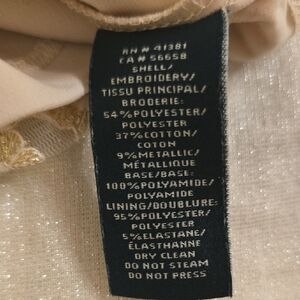 RN # 41381
CA # 56658
SHELL/
EMBROIDERY/
TISSU PRINCIPAL/
BRODERIE:
54%POLYESTER/
POLYESTER
37%COTTON/
COTON
9%METALLIC/
MÉTALLIQUE
BASE/BASE:
100%POLYAMIDE/
POLYAMIDE
LINING/DOUBLURE:
95%POLYESTER/
POLYESTER
5%ELASTANE/
ÉLASTHANNE
DRY CLEAN
DO NOT STEAM
DO NOT PRESS